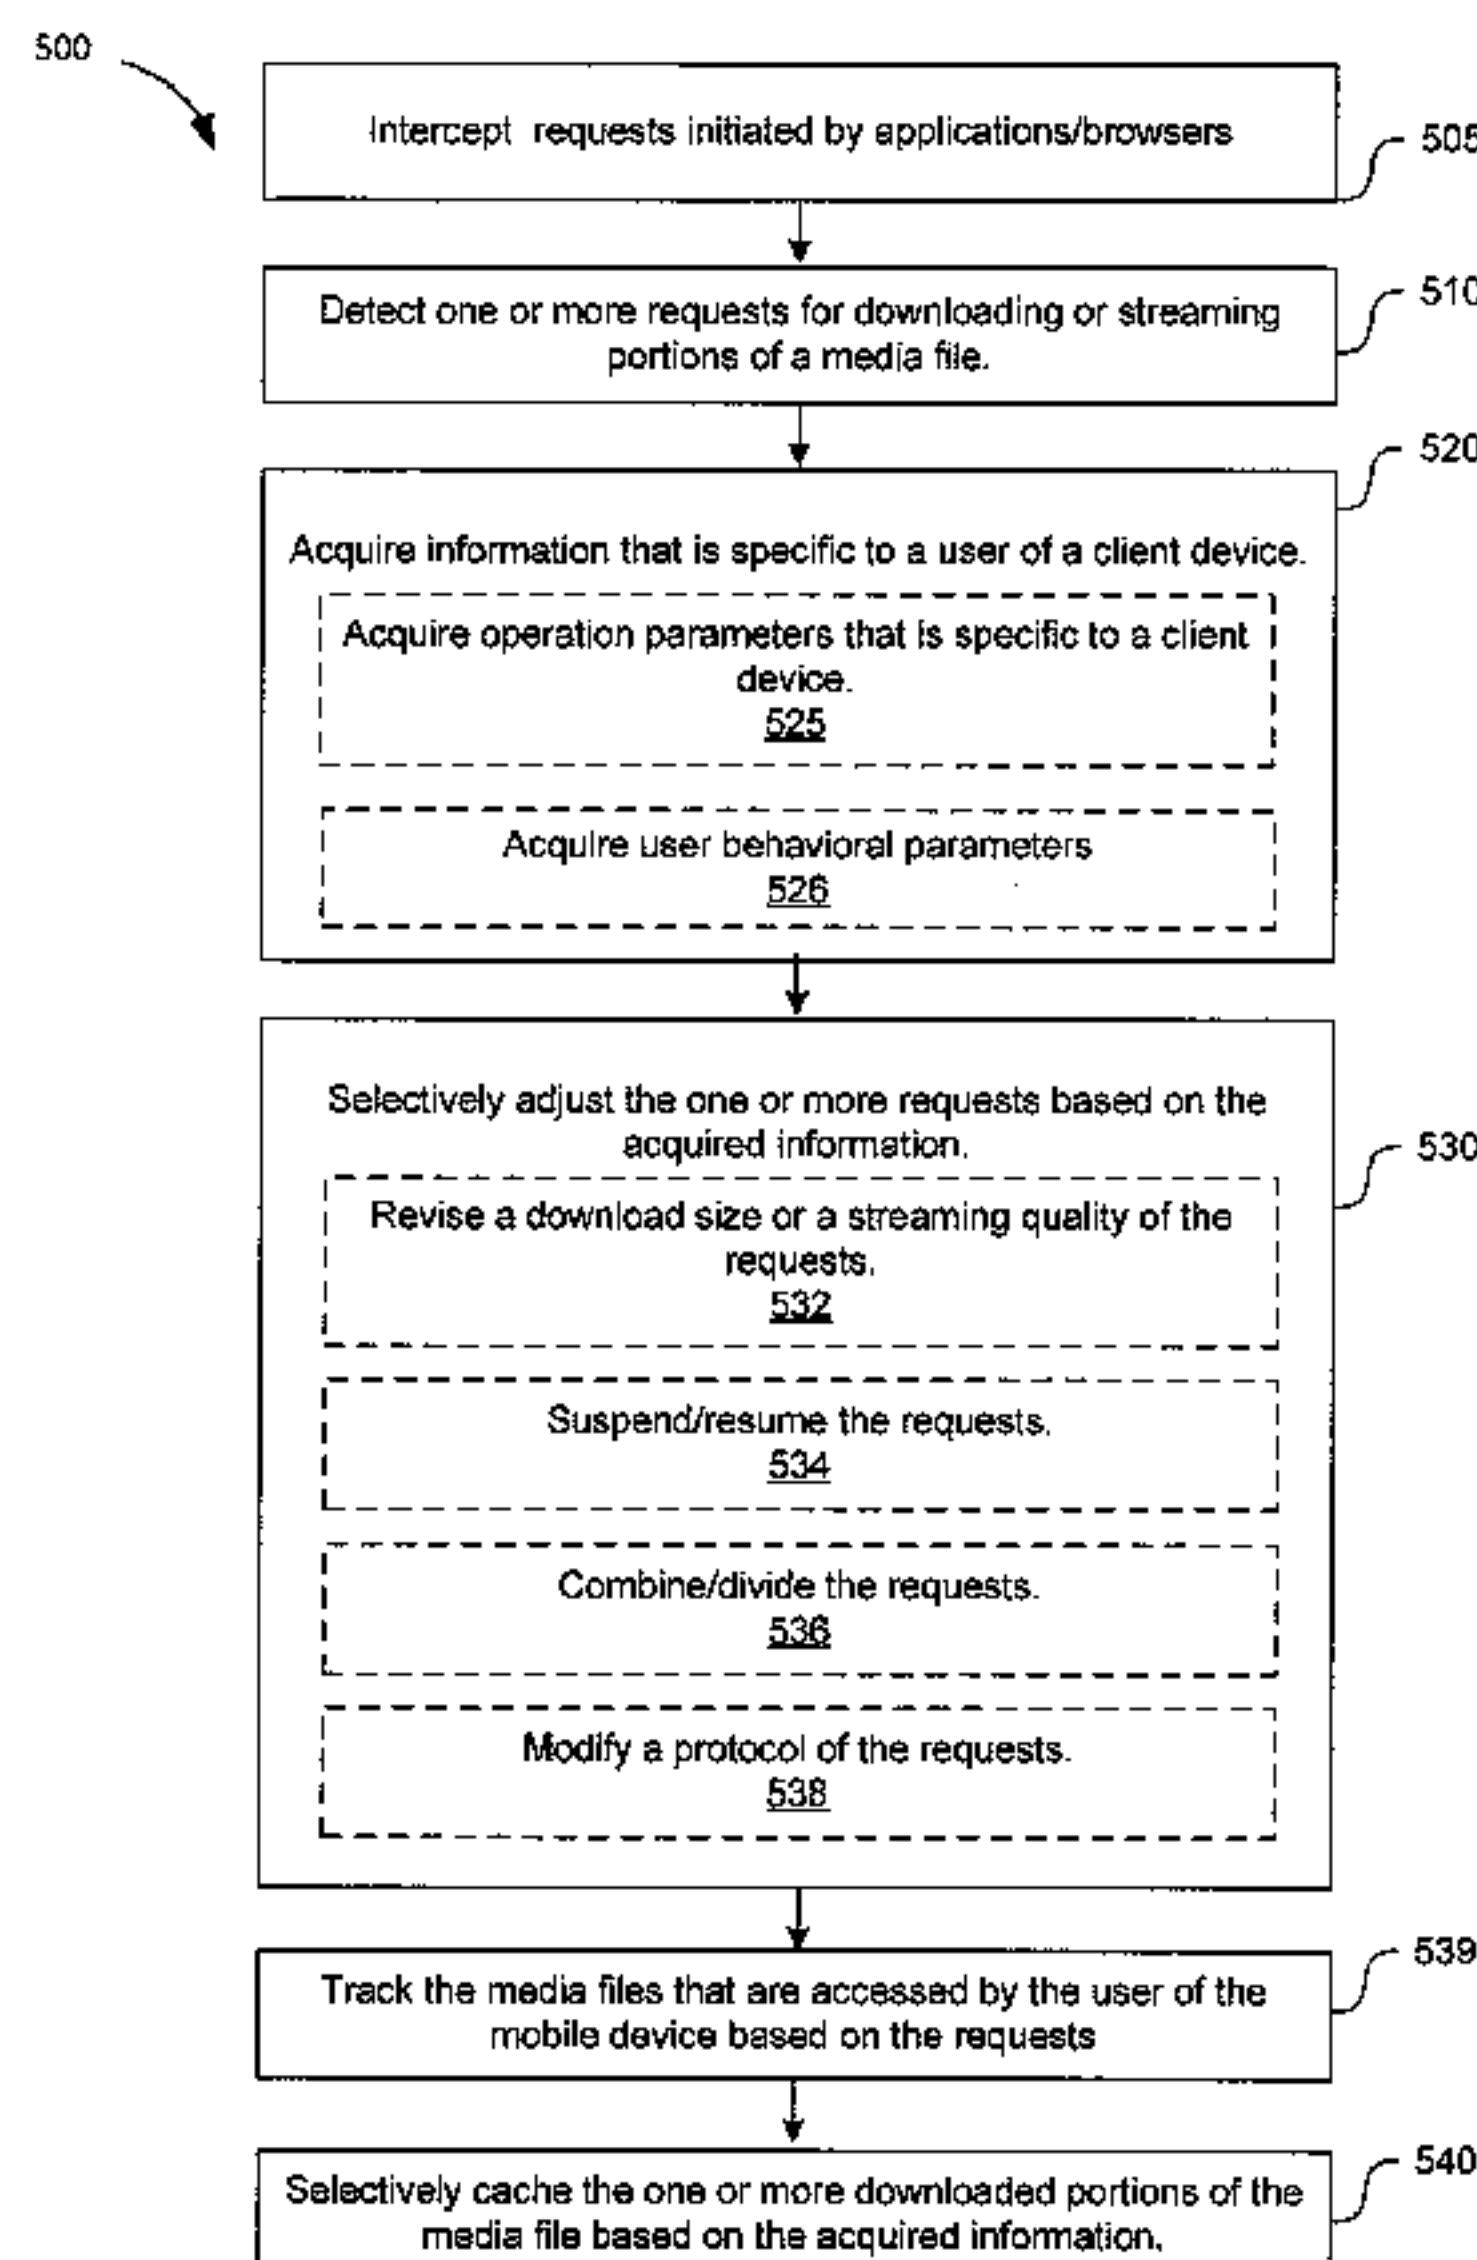 500
Intercept requests initiated by applications/browsers
505
Detect one or more requests for downloading or streaming
portions of a media file.
510
520
Acquire information that is specific to a user of a client device.
Acquire operation parameters that is specific to a client
device.
525
Acquire user behavioral parameters
526
Selectively adjust the one or more requests based on the
acquired information.
530
Revise a download size or a streaming quality of the
requests.
532
Suspend/resume the requests.
534
Combine/divide the requests.
536
Modify a protocol of the requests.
538
539
Track the media files that are accessed by the user of the
mobile device based on the requests
540
Selectively cache the one or more downloaded portions of the
media file based on the acquired information.